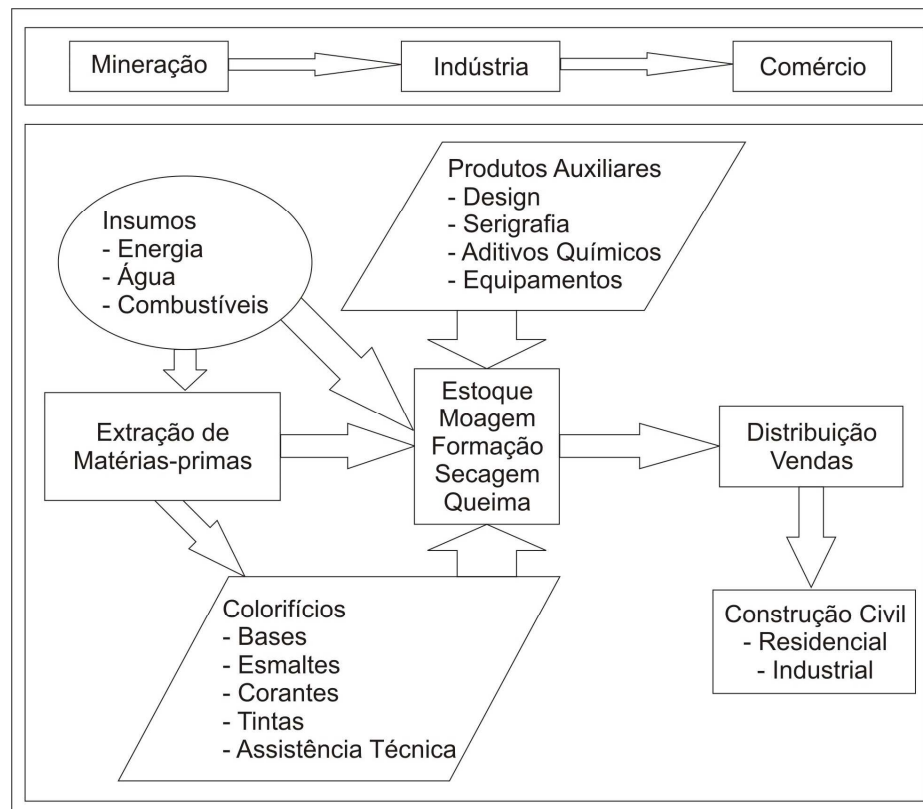 Mineração
Indústria
Comércio
Produtos Auxiliares
- Design
- Serigrafia
- Aditivos Químicos
- Equipamentos
Insumos
- Energia
- Água
- Combustíveis
Extração de
Matérias-primas
Estoque
Moagem
Formação
Secagem
Queima
Distribuição
Vendas
Colorifícios
- Bases
- Esmaltes
- Corantes
- Tintas
- Assistência Técnica
Construção Civil
- Residencial
- Industrial